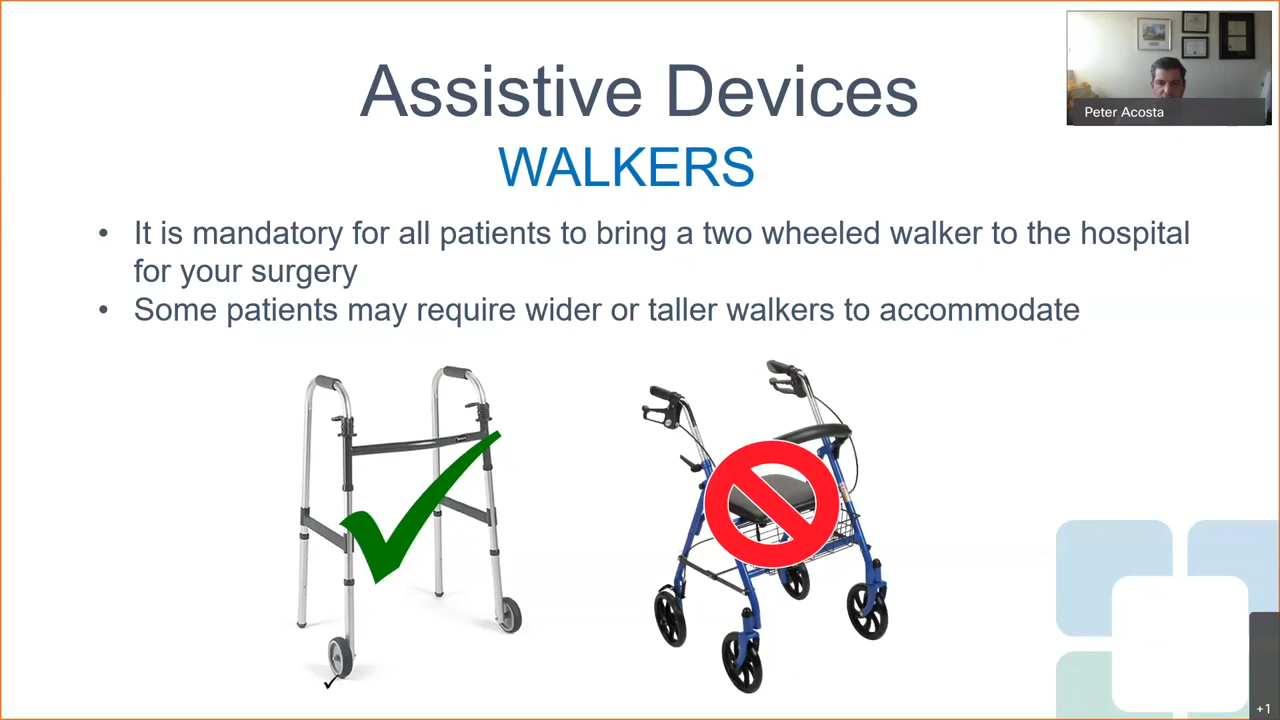 Assistive Devices
Peter Acosta
WALKERS
• It is mandatory for all patients to bring a two wheeled walker to the hospital
for your surgery
• Some patients may require wider or taller walkers to accommodate
+1